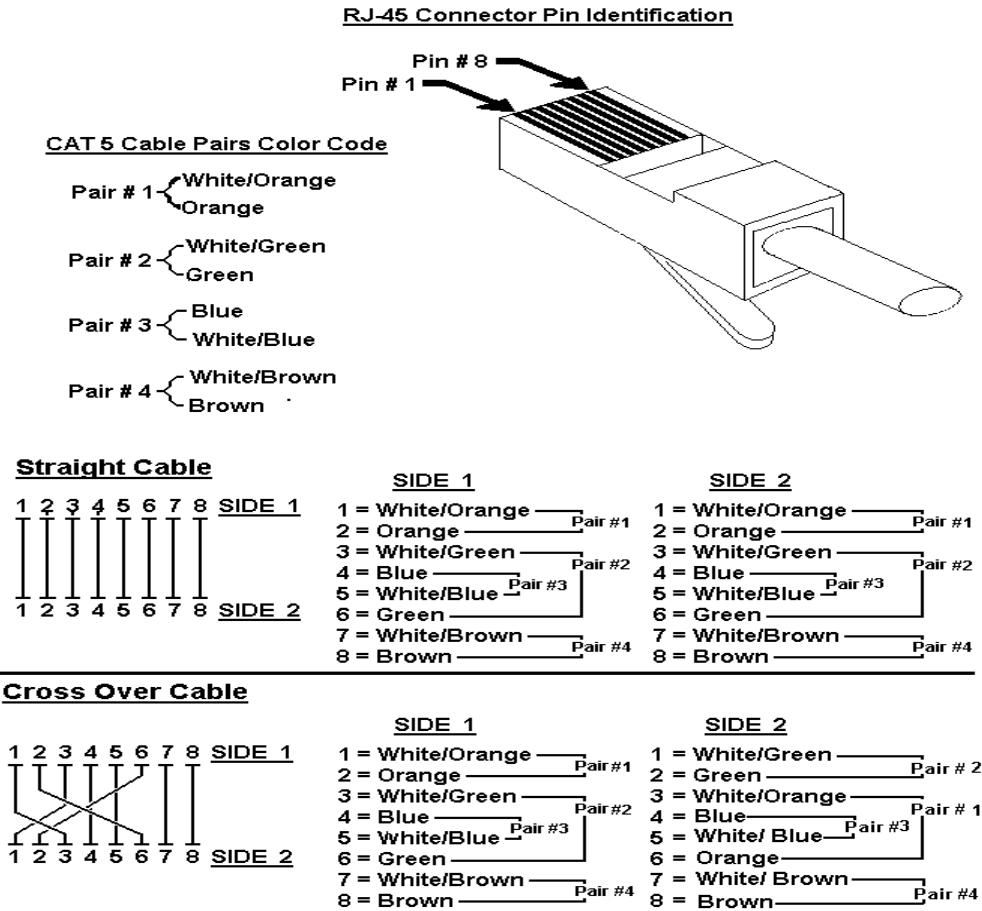 RJ-45 Connector Pin Identification
Pin # 8
Pin # 1
CAT 5 Cable Pairs Color Code
Pair # 1
White/Orange
Orange
Pair # 2
White/Green
Green
Pair # 3
Blue
White/Blue
Pair # 4
White/Brown
Brown
Straight Cable
1 2 3 4 5 6 7 8 SIDE 1
1 2 3 4 5 6 7 8 SIDE 2
SIDE 1
1 = White/Orange
2 = Orange
Pair #1
3 = White/Green
4 = Blue
5 = White/Blue
Pair #3
6 = Green
Pair #2
7 = White/Brown
8 = Brown
Pair #4
SIDE 2
1 = White/Orange
2 = Orange
Pair #1
3 = White/Green
4 = Blue
5 = White/Blue
Pair #3
6 = Green
Pair #2
7 = White/Brown
8 = Brown
Pair #4
Cross Over Cable
1 2 3 4 5 6 7 8 SIDE 1
1 2 3 4 5 6 7 8 SIDE 2
SIDE 1
1 = White/Orange
2 = Orange
Pair#1
3 = White/Green
4 = Blue
5 = White/Blue
Pair #3
6 = Green
Pair#2
7 = White/Brown
8 = Brown
Pair #4
SIDE 2
1 = White/Green
2 = Green
Pair # 2
3 = White/Orange
4 = Blue
5 = White/ Blue
Pair #3
6 = Orange
Pair # 1
7 = White/ Brown
8 = Brown
Pair #4